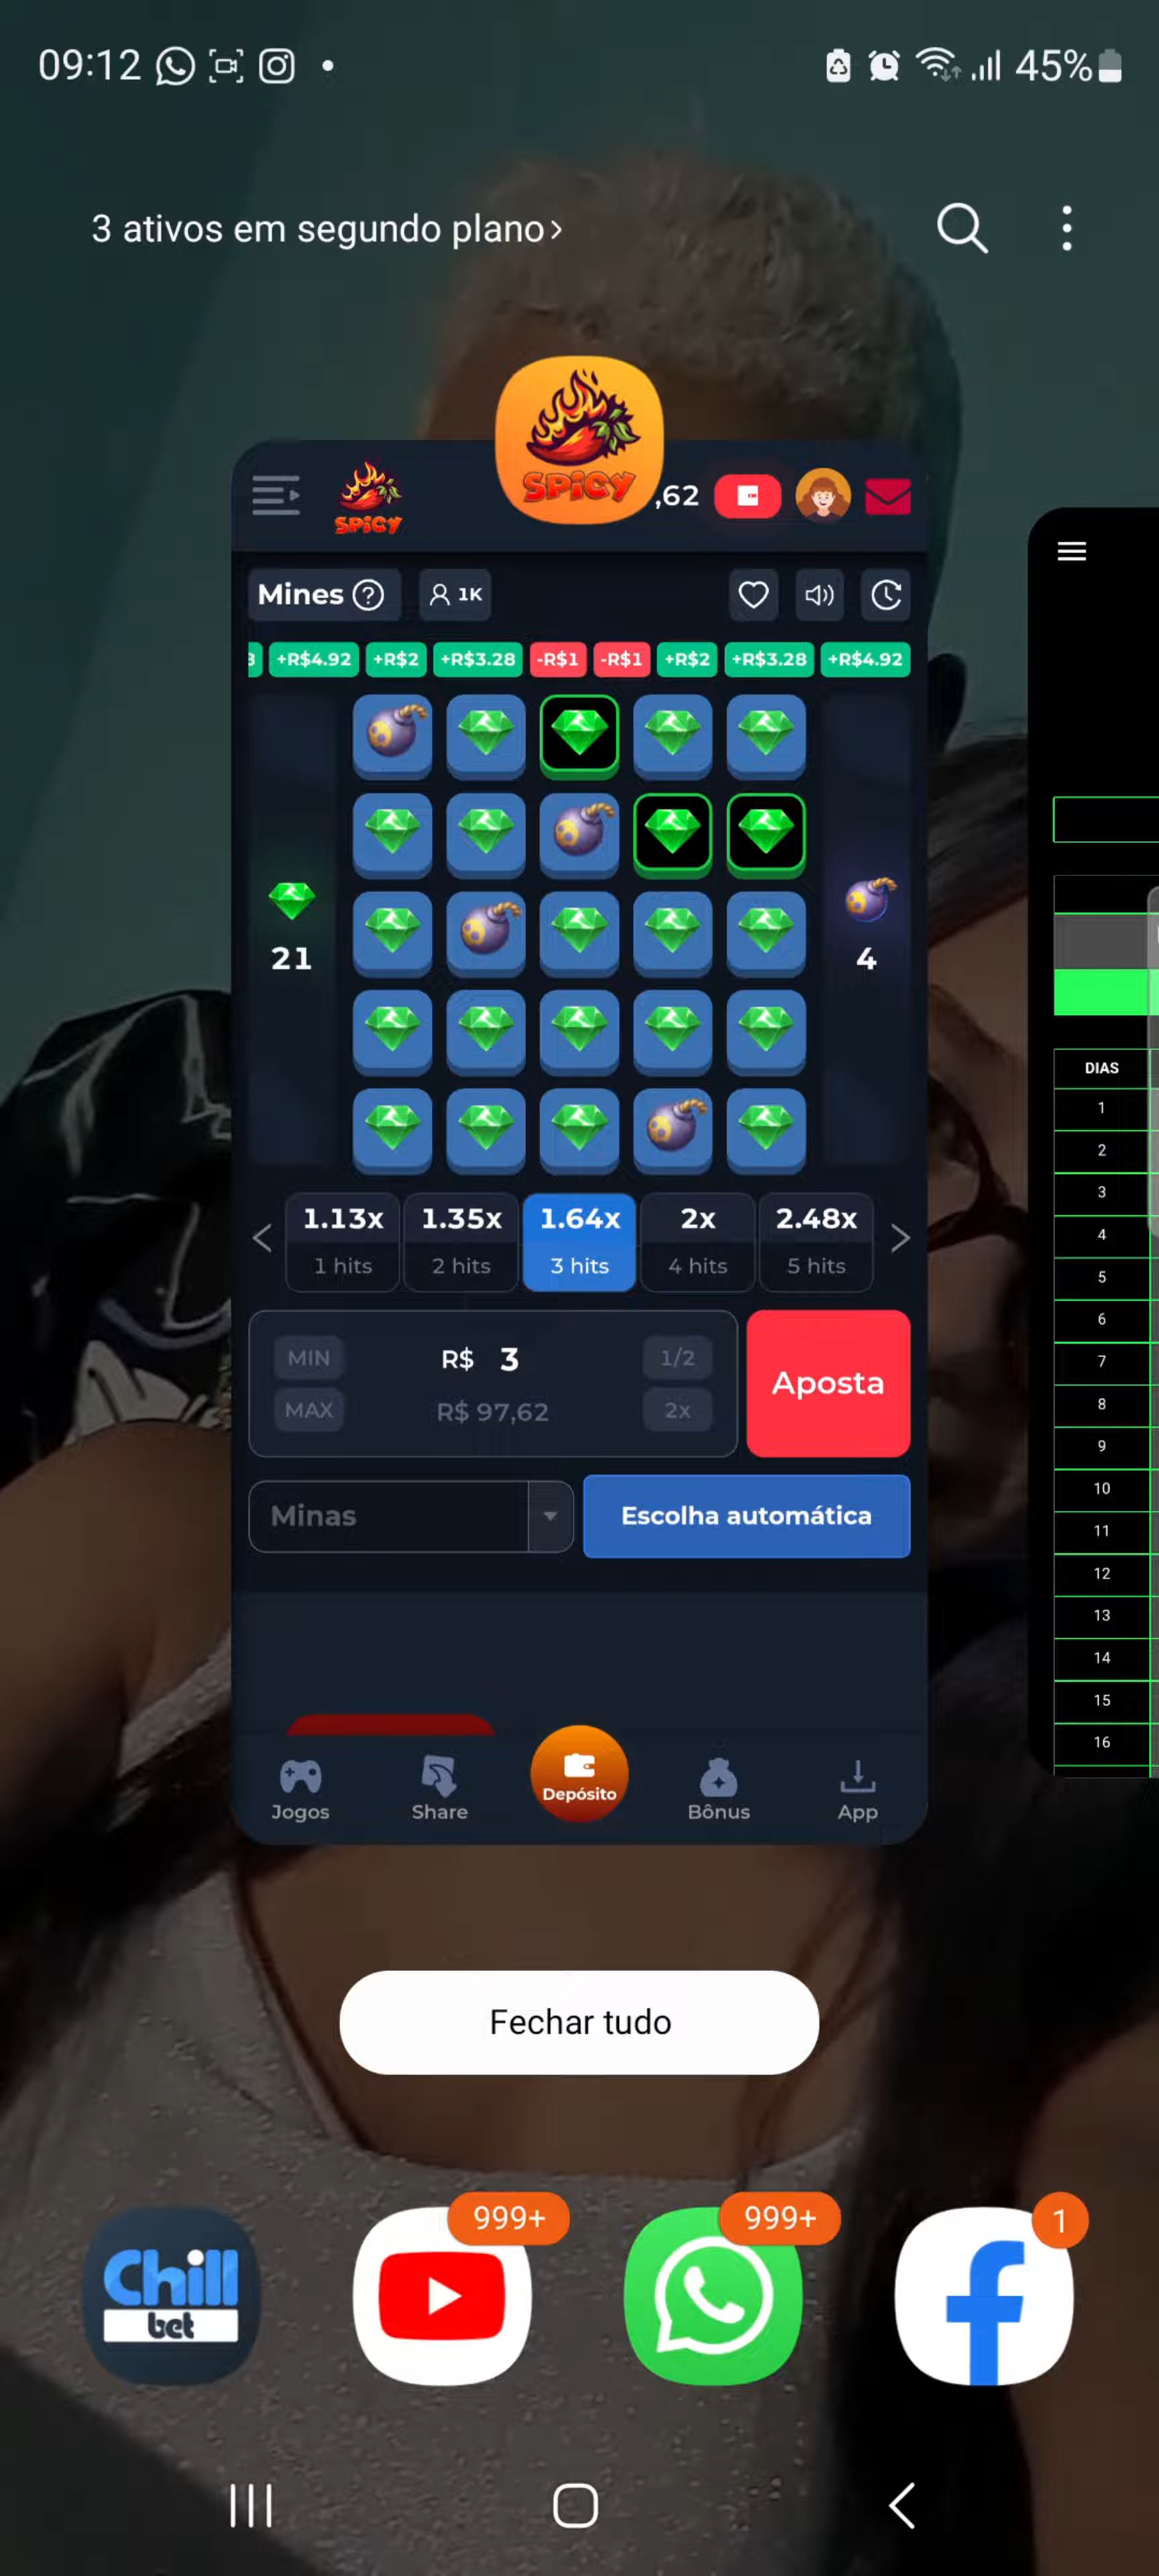 09:12
45%
3 ativos em segundo plano
SPICY
SPICY
,62
Mines ?
1K
+R$4.92 +R$2 +R$3.28 -R$1 -R$1 +R$2 +R$3.28 +R$4.92
21
4
1.13x 1.35x 1.64x 2x 2.48x
1 hits 2 hits 3 hits 4 hits 5 hits
MIN R$ 3 1/2
MAX R$ 97,62 2x
Aposta
Minas
Escolha automática
Jogos Share Depósito Bônus App
DIAS
1
2
3
4
5
6
7
8
9
10
11
12
13
14
15
16
Fechar tudo
999+ 999+ 1
Chill
bet